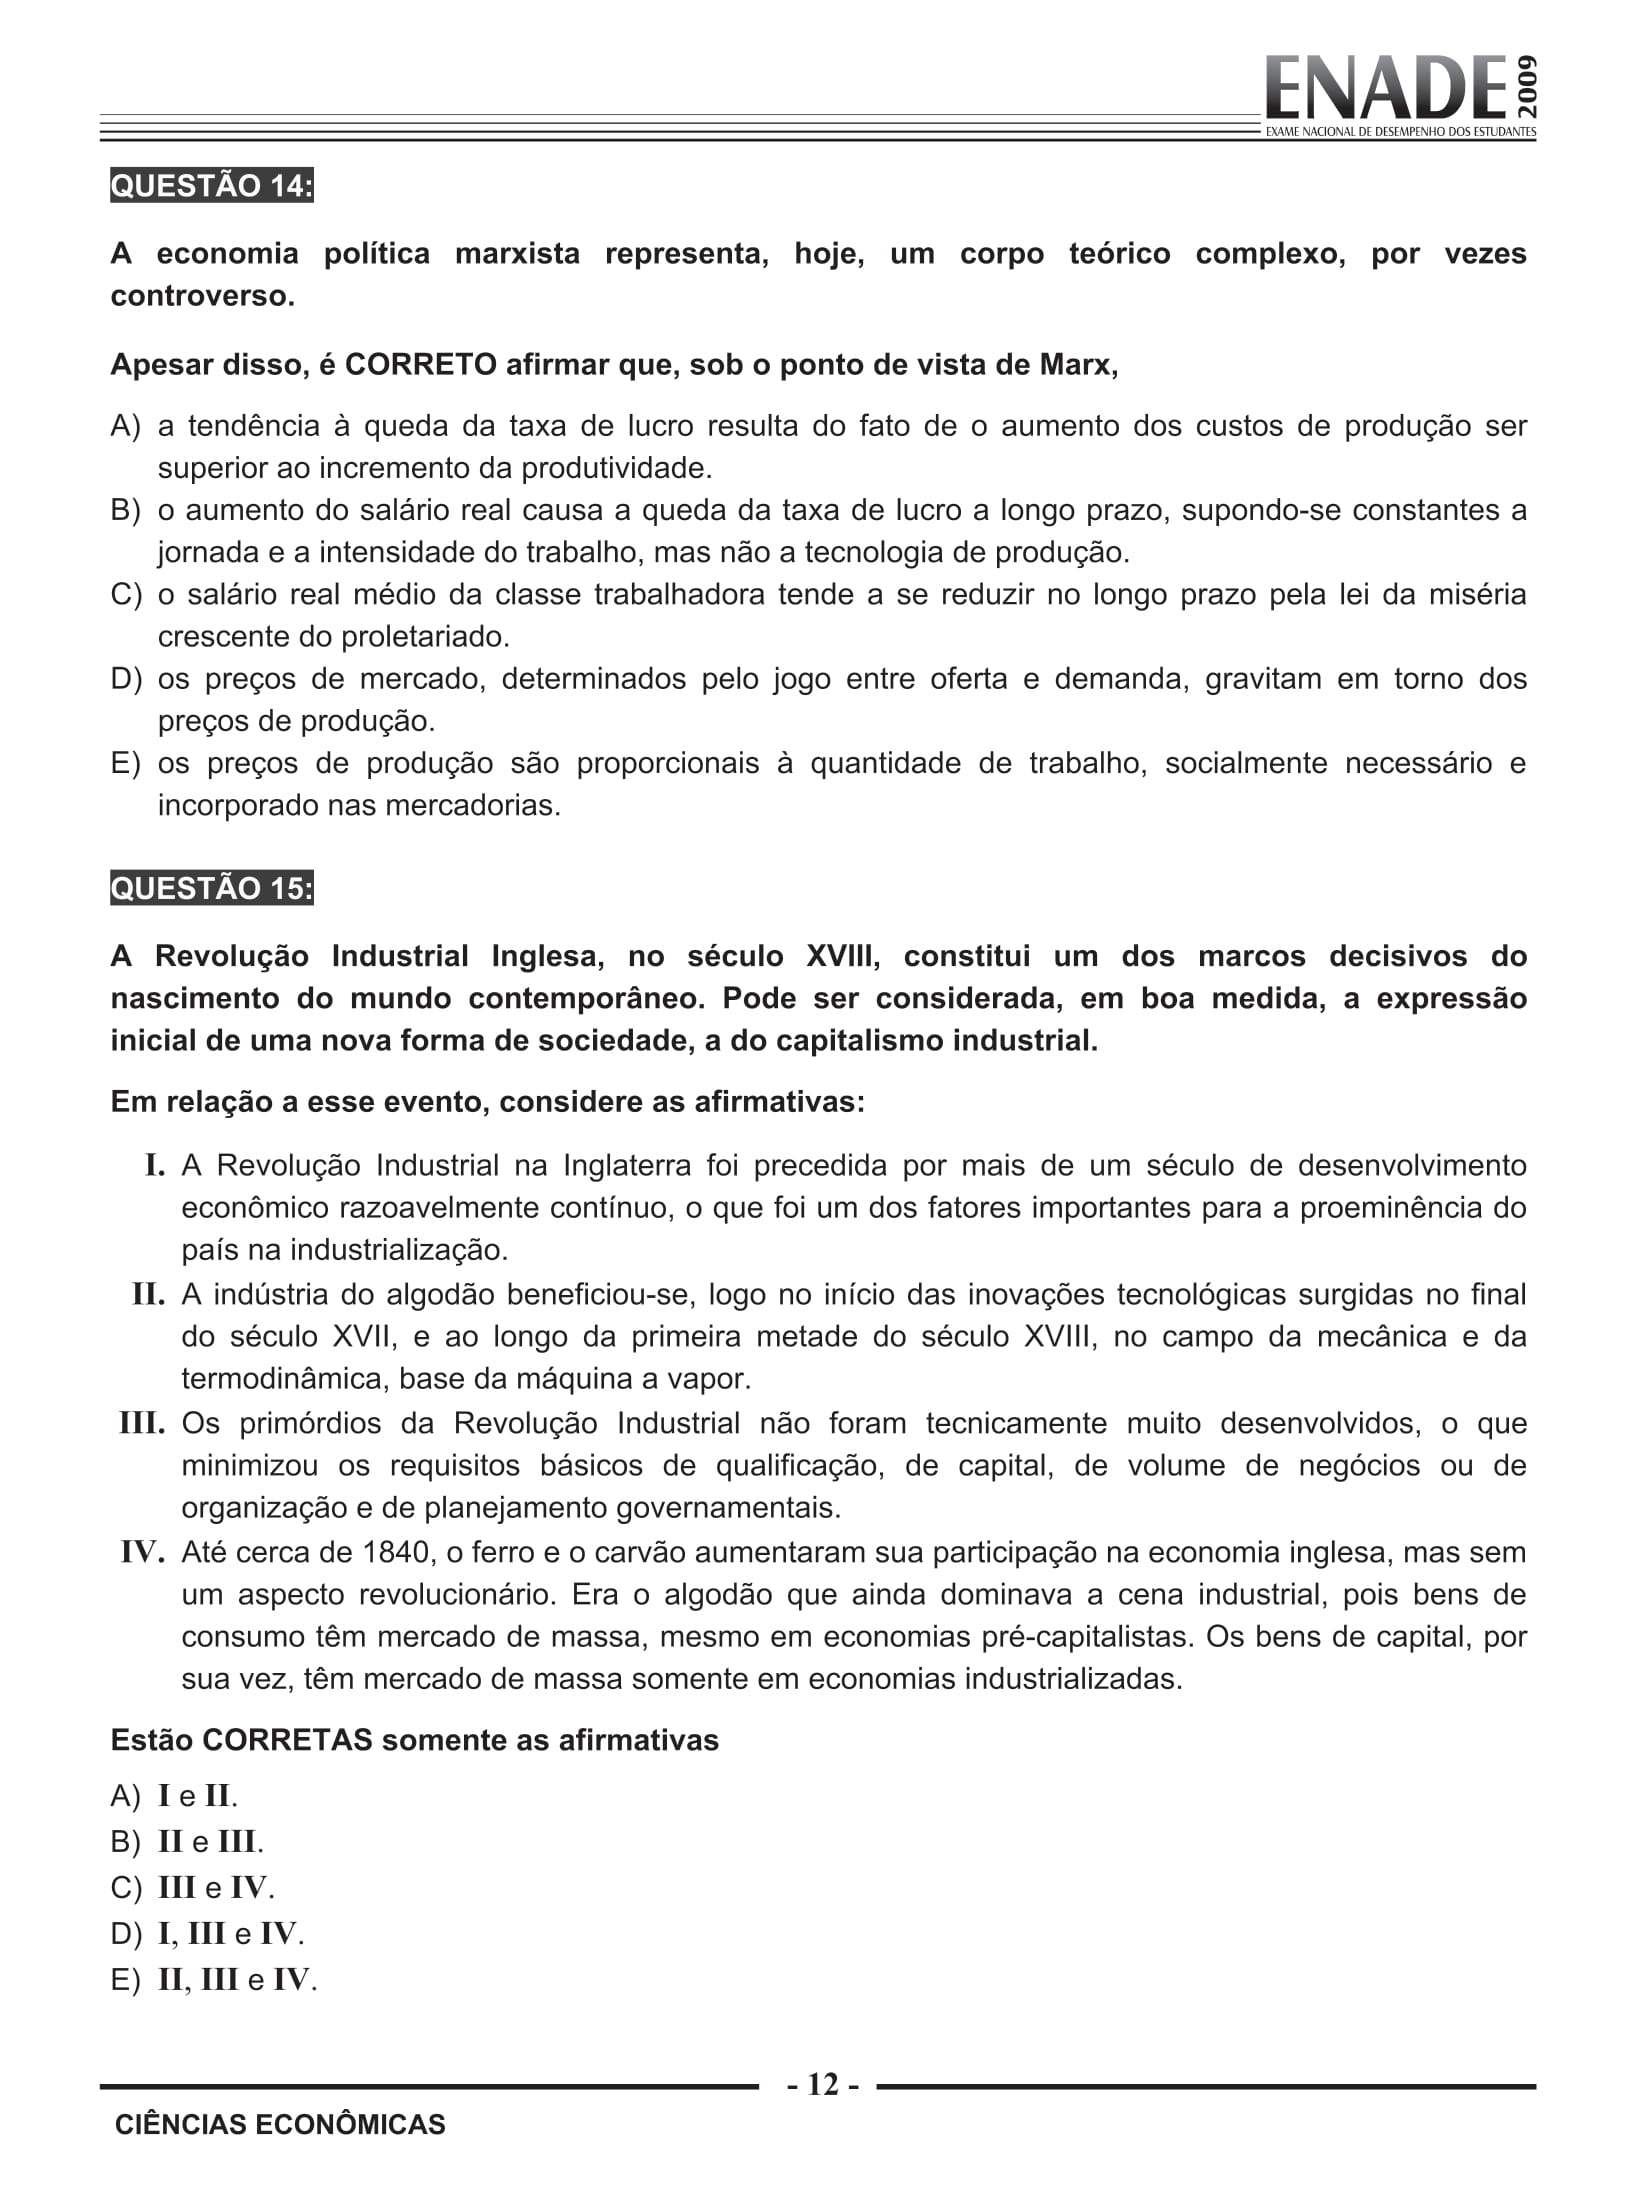 ENADE 2009
EXAME NACIONAL DE DESEMPENHO DOS ESTUDANTES
QUESTÃO 14:
A economia política marxista representa, hoje, um corpo teórico complexo, por vezes
controverso.
Apesar disso, é CORRETO afirmar que, sob o ponto de vista de Marx,
A) a tendência à queda da taxa de lucro resulta do fato de o aumento dos custos de produção ser
superior ao incremento da produtividade.
B) o aumento do salário real causa a queda da taxa de lucro a longo prazo, supondo-se constantes a
jornada e a intensidade do trabalho, mas não a tecnologia de produção.
C) o salário real médio da classe trabalhadora tende a se reduzir no longo prazo pela lei da miséria
crescente do proletariado.
D) os preços de mercado, determinados pelo jogo entre oferta e demanda, gravitam em torno dos
preços de produção.
E) os preços de produção são proporcionais à quantidade de trabalho, socialmente necessário e
incorporado nas mercadorias.
QUESTÃO 15:
A Revolução Industrial Inglesa, no século XVIII, constitui um dos marcos decisivos do
nascimento do mundo contemporâneo. Pode ser considerada, em boa medida, a expressão
inicial de uma nova forma de sociedade, a do capitalismo industrial.
Em relação a esse evento, considere as afirmativas:
I. A Revolução Industrial na Inglaterra foi precedida por mais de um século de desenvolvimento
econômico razoavelmente contínuo, o que foi um dos fatores importantes para a proeminência do
país na industrialização.
II. A indústria do algodão beneficiou-se, logo no início das inovações tecnológicas surgidas no final
do século XVII, e ao longo da primeira metade do século XVIII, no campo da mecânica e da
termodinâmica, base da máquina a vapor.
III. Os primórdios da Revolução Industrial não foram tecnicamente muito desenvolvidos, o que
minimizou os requisitos básicos de qualificação, de capital, de volume de negócios ou de
organização e de planejamento governamentais.
IV. Até cerca de 1840, o ferro e o carvão aumentaram sua participação na economia inglesa, mas sem
um aspecto revolucionário. Era o algodão que ainda dominava a cena industrial, pois bens de
consumo têm mercado de massa, mesmo em economias pré-capitalistas. Os bens de capital, por
sua vez, têm mercado de massa somente em economias industrializadas.
Estão CORRETAS somente as afirmativas
A) I e II.
B) II e III.
C) III e IV.
D) I, III e IV.
E) II, III e IV.
- 12 -
CIÊNCIAS ECONÔMICAS